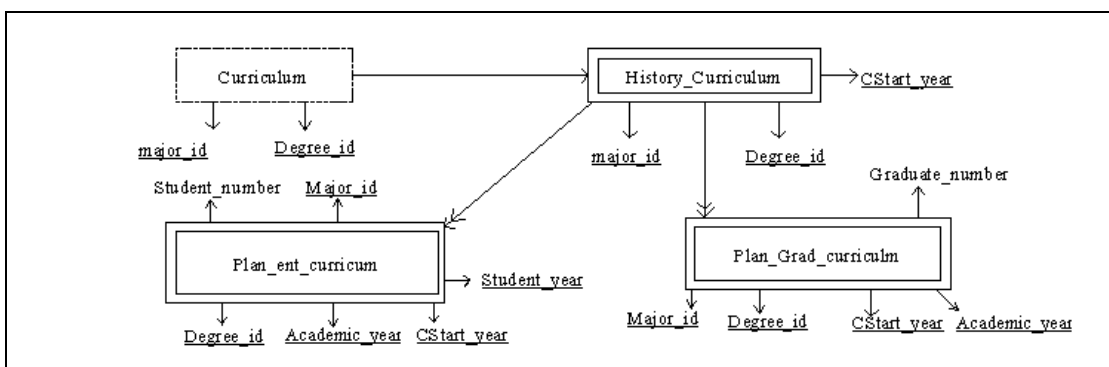 Curriculum
History_Curriculum
CStart_year
major_id
Degree_id
major_id
Degree_id
Student_number
Major_id
Graduate_number
Plan_ent_curricum
Student_year
Plan_Grad_curriculm
Degree_id
Academic_year
CStart_year
Major_id
Degree_id
CStart_year
Academic_year